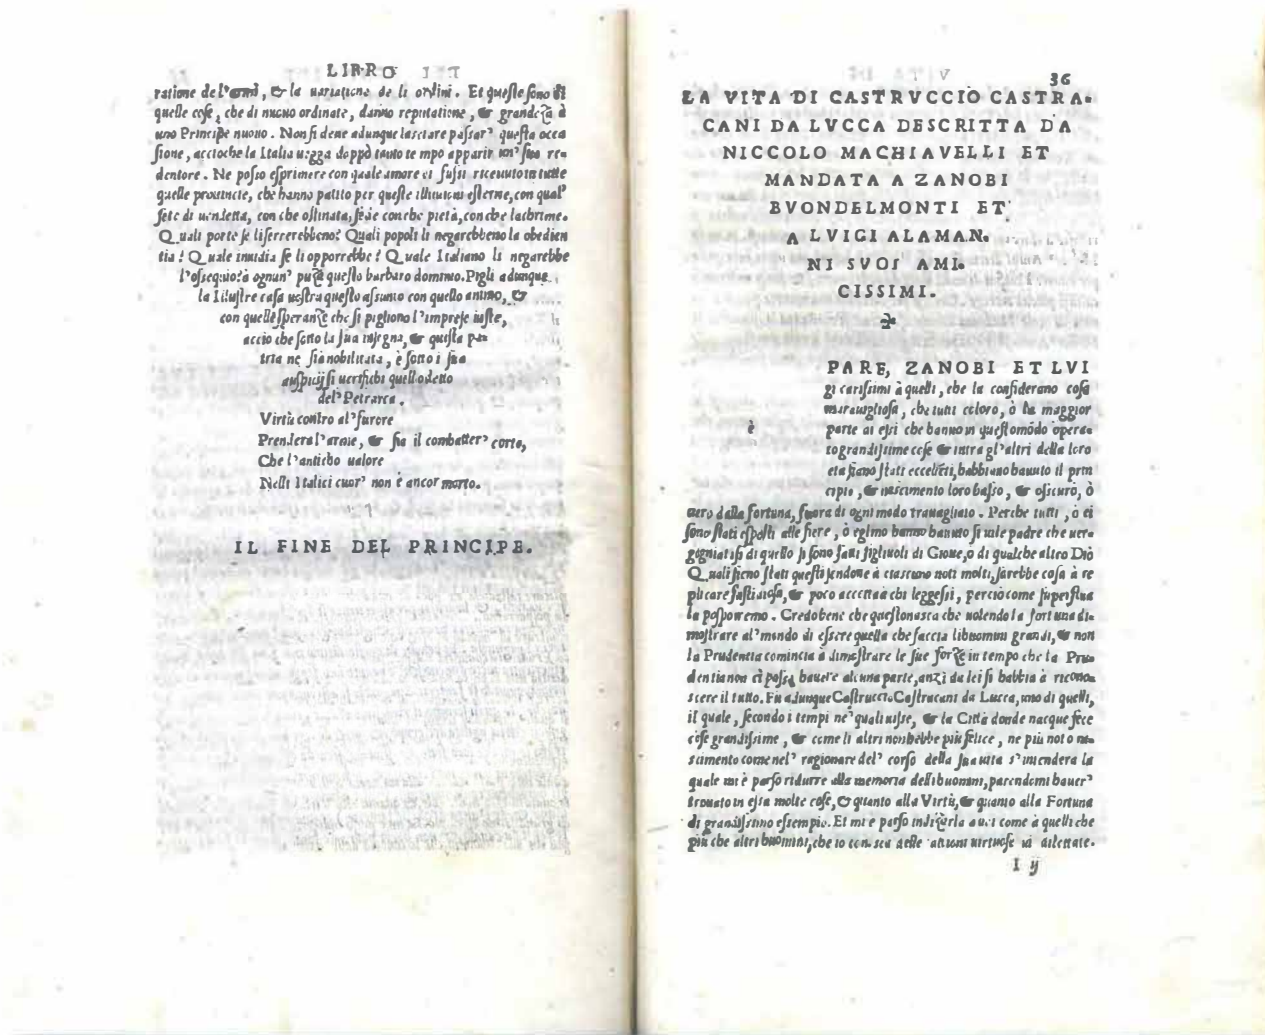 LIBRO
ratione de l'armi, & la uariatione de li ordini. Et queste sono di
quelle cose, che di nuouo ordinate, danno reputatione, & grandeza à
uno Principe nuouo. Non si deue adunque lasciare passar' questa occa
sione, accioche la Italia uegga doppò tanto tempo apparir un' suo re-
dentore. Ne posso esprimere con quale amore ei fussi riceuuto in tutte
quelle prouincie, che hanno patito per queste illuuioni esterne, con qual'
sete di uendetta, con che ostinata fede con che pietà, con che lachrime.
Quali porte se li serrerebbeno? Quali popoli li negarebbeno la obedien
tia? Quale inuidia se li opporrebbe? Quale Italiano li negarebbe
l'ossequio? à ognun' puza questo barbaro dominio. Pigli adunque
la Illustre casa uostra questo assunto con quello animo, &
con quelle speranze che si pigliono l'imprese iuste,
accio che sotto la sua insegna, & questa pa-
tria ne sia nobilitata, è sotto i sua
auspicij si uerifichi quello detto
del' Petrarca.
Virtù contro al' furore
Prenderà l'arme, & fia il combatter' corto,
Che l'anticho ualore
Nelli Italici cuor' non è ancor morto.
IL FINE DEL PRINCIPE.
36
LA VITA DI CASTRVCCIO CASTRA-
CANI DA LVCCA DESCRITTA DA
NICCOLO MACHIAVELLI ET
MANDATA A ZANOBI
BVONDELMONTI ET
A LVIGI ALAMAN-
NI SVOI AMI-
CISSIMI.
PARE, ZANOBI ET LVI
gi carissimi à quelli, che la considerano cosa
marauigliosa, che tutti coloro, ò la maggior
è parte di essi che hanno in questo mōdo opera-
to grandissime cose & intra gl'altri della loro
eta siano stati eccellēti, habbiano hauuto il prin
cipio, & nascimento loro basso, & oscuro, ò
uero dalla fortuna, fuora di ogni modo trauagliato. Perche tutti, ò ei
sono stati esposti alle fiere, ò eglino hanno hauuto si uile padre che uer-
gognatisi di quello si sono fatti figliuoli di Gioue, ò di qualche altro Dio
Quali sieno stati questi sendone à ciascuno noti molti, sarebbe cosa à re
plicare fastidiosa, & poco accetta à chi leggessi, perciò come superflua
la posporremo. Credo bene che questo nasca che uolendo la fortuna di-
mostrare al' mondo di essere quella che faccia li huomini grandi, & non
la Prudentia comincia à dimostrare le sue forze in tempo che la Pru-
dentia non ci possa hauere alcuna parte, anzi da lei si habbia à ricono-
scere il tutto. Fu adunque Castruccio Castracani da Lucca, uno di quelli,
il quale, secondo i tempi ne' quali uisse, & la Città donde nacque fece
cose grandissime, & come li altri non hebbe più felice, ne più noto na-
scimento come nel' ragionare del' corso della sua uita s'intendera la
quale mi è parso ridurre alla memoria delli huomini, parendomi hauer'
trouato in essa molte cose, & quanto alla Virtù, & quanto alla Fortuna
di grandissimo essempio. Et mi e parso indirizarla a uoi come à quelli che
più che altri huomini, che io conosca delle attioni uirtuose ui dilettate.
I ij